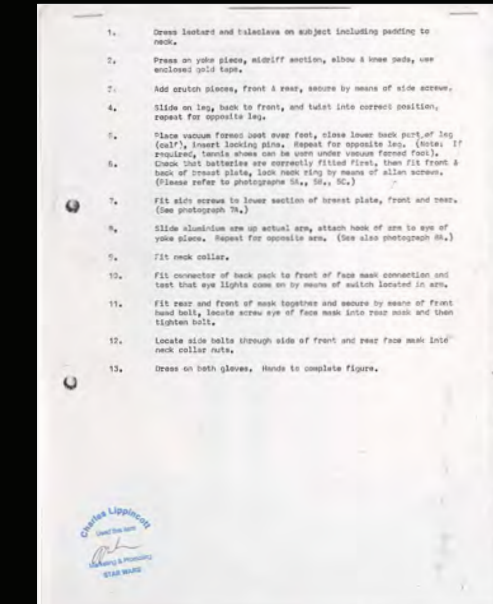 1. Dress leotard and balaclava on subject including padding to
neck.
2. Press on yoke piece, midriff section, elbow & knee pads, use
enclosed gold tape.
3. Add crutch pieces, front & rear, secure by means of side screws.
4. Slide on leg, back to front, and twist into correct position,
repeat for opposite leg.
5. Place vacuum formed boot over foot, close lower back part of leg
(calf), insert locking pins. Repeat for opposite leg. (Note: If
required, tennis shoes can be worn under vacuum formed foot).
6. Check that batteries are correctly fitted first, then fit front &
back of breast plate, lock neck ring by means of allen screws.
(Please refer to photographs 5A., 5B., 5C.)
7. Fit side screws to lower section of breast plate, front and rear.
(See photograph 7A.)
8. Slide aluminium arm up actual arm, attach hook of arm to eye of
yoke piece. Repeat for opposite arm. (See also photograph 8A.)
9. Fit neck collar.
10. Fit connector of back pack to front of face mask connection and
test that eye lights come on by means of switch located in arm.
11. Fit rear and front of mask together and secure by means of front
head bolt, locate screw eye of face mask into rear mask and then
tighten bolt.
12. Locate side bolts through side of front and rear face mask into
neck collar nuts.
13. Dress on both gloves. Hands to complete figure.
Charles Lippincott
Used this item
Marketing & Promoting
STAR WARS